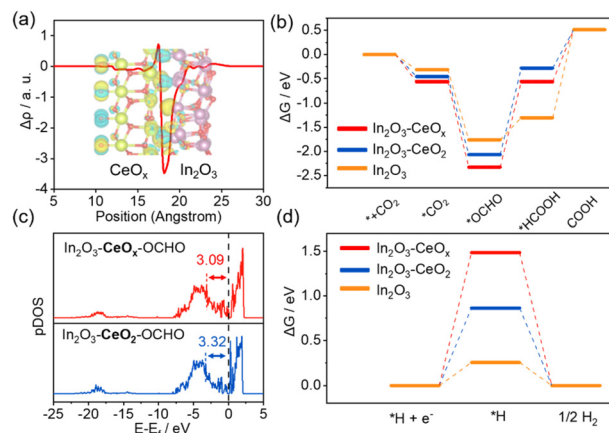 (a)
Δρ / a. u.
1
0
-1
-2
-3
-4
CeOₓ
In₂O₃
5 10 15 20 25 30
Position (Angstrom)
(b)
ΔG / eV
0.5
0.0
-0.5
-1.0
-1.5
-2.0
-2.5
In₂O₃-CeOₓ
In₂O₃-CeO₂
In₂O₃
*+CO₂
*CO₂
*OCHO
*HCOOH
COOH
(c)
pDOS
In₂O₃-CeOₓ-OCHO
3.09
In₂O₃-CeO₂-OCHO
3.32
-25 -20 -15 -10 -5 0 5
E-E_f / eV
(d)
ΔG / eV
1.5
1.0
0.5
0.0
In₂O₃-CeOₓ
In₂O₃-CeO₂
In₂O₃
*H + e⁻
*H
1/2 H₂